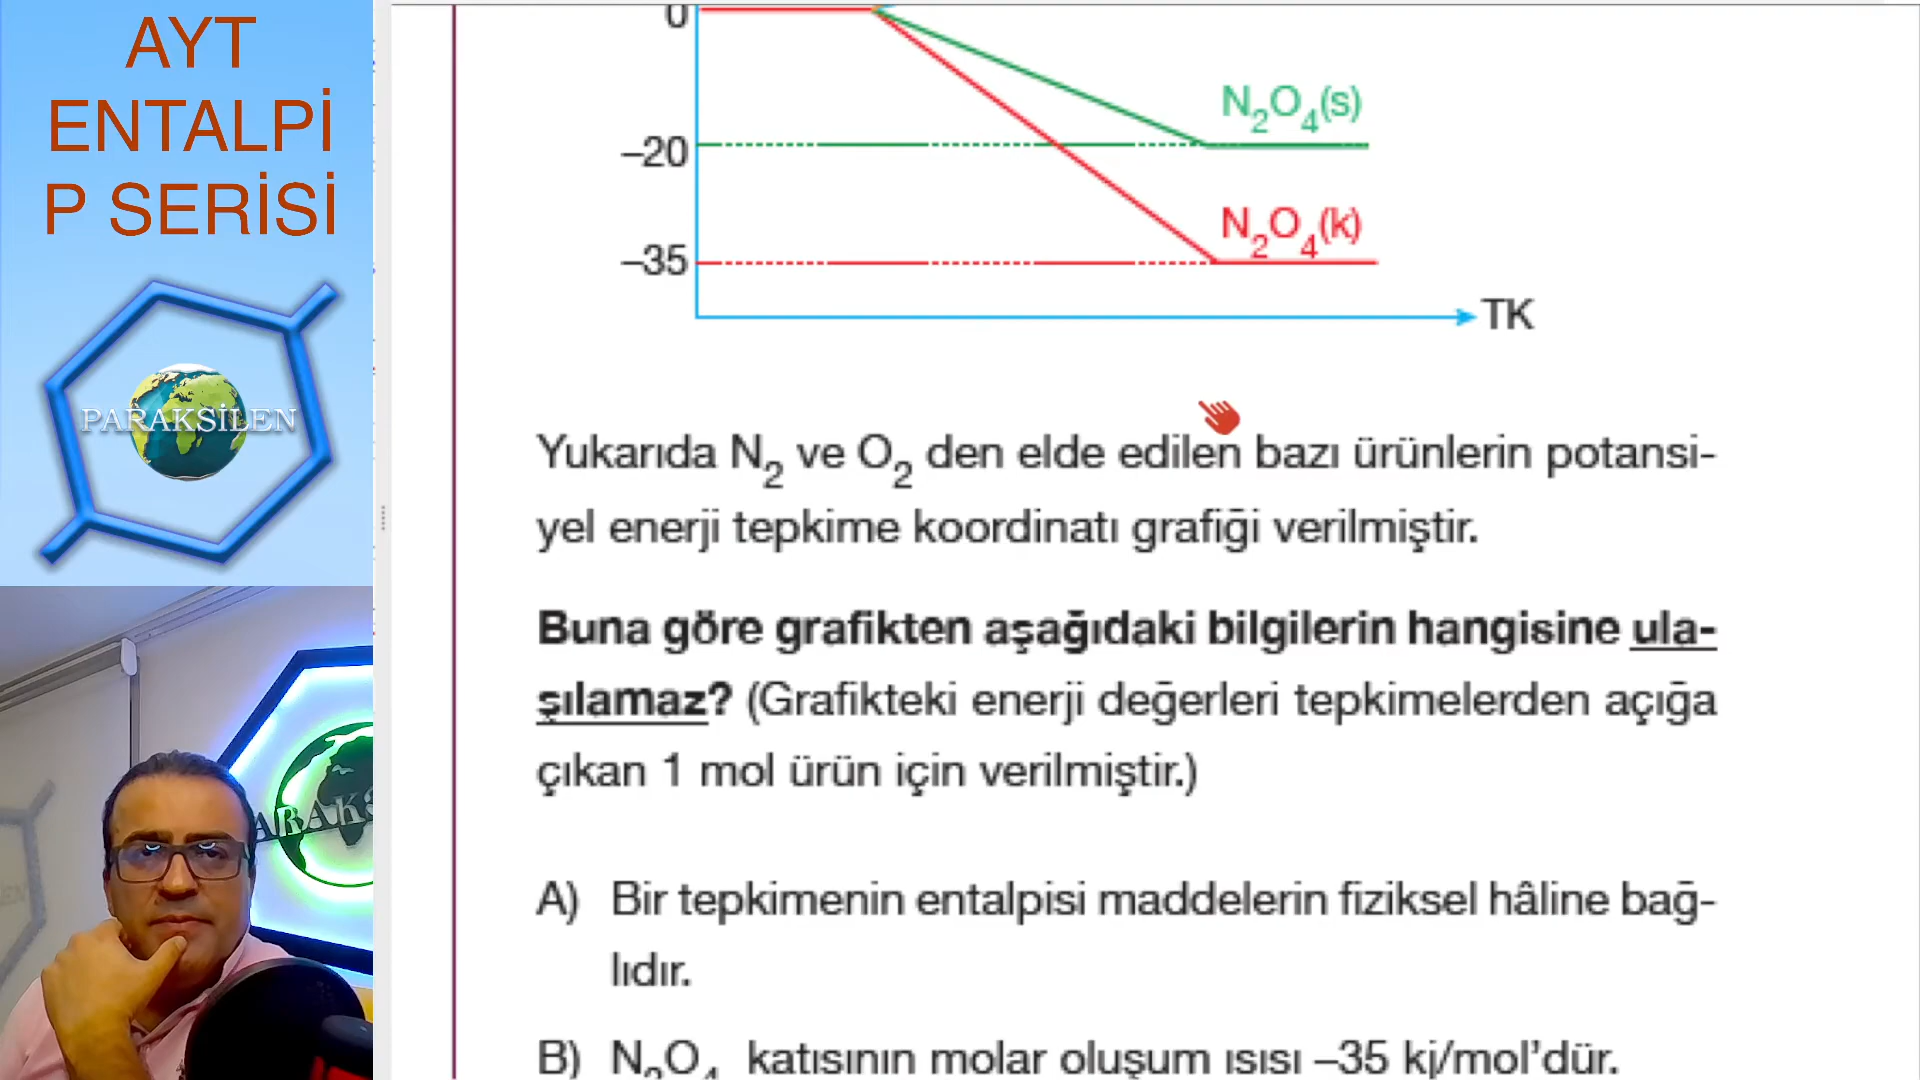 AYT
ENTALPİ
P SERİSİ
PARAKSİLEN
0
N2O4(s)
–20
N2O4(k)
–35
TK
Yukarıda N2 ve O2 den elde edilen bazı ürünlerin potansi-
yel enerji tepkime koordinatı grafiği verilmiştir.
Buna göre grafikten aşağıdaki bilgilerin hangisine ula-
şılamaz? (Grafikteki enerji değerleri tepkimelerden açığa
çıkan 1 mol ürün için verilmiştir.)
A) Bir tepkimenin entalpisi maddelerin fiziksel hâline bağ-
lıdır.
B) N2O4 katısının molar oluşum ısısı –35 kj/mol’dür.
ARAKS